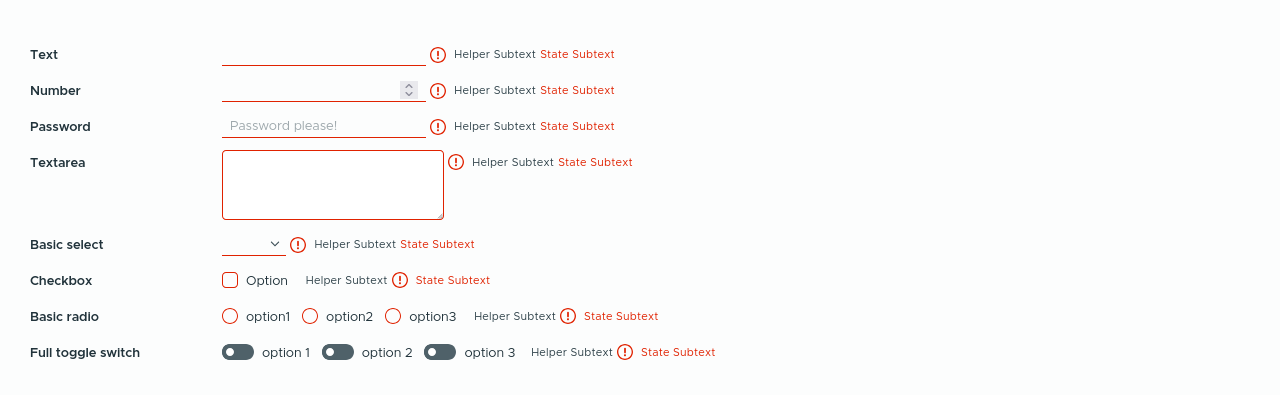 Text Helper Subtext State Subtext
Number Helper Subtext State Subtext
Password Password please! Helper Subtext State Subtext
Textarea Helper Subtext State Subtext
Basic select Helper Subtext State Subtext
Checkbox Option Helper Subtext State Subtext
Basic radio option1 option2 option3 Helper Subtext State Subtext
Full toggle switch option 1 option 2 option 3 Helper Subtext State Subtext